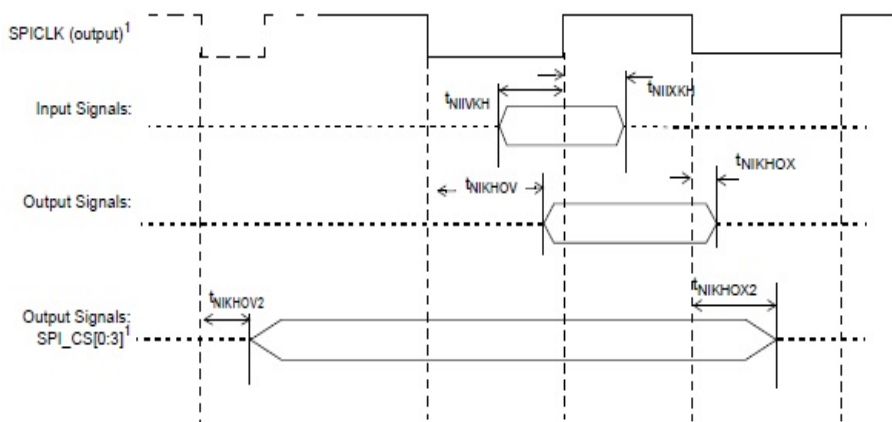 SPICLK (output)1
tNIIVKH
tNIIXKH
Input Signals:
tNIKHOX
tNIKHOV
Output Signals:
tNIKHOV2
tNIKHOX2
Output Signals:
SPI_CS[0:3]1